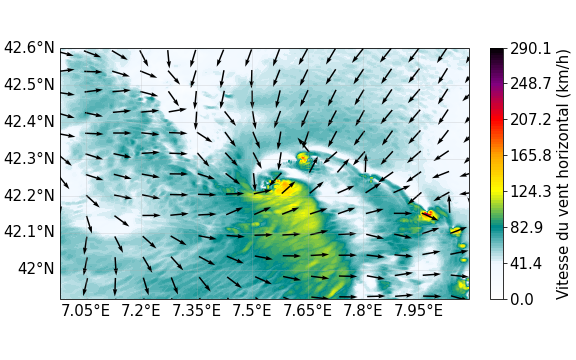 42.6°N
42.5°N
42.4°N
42.3°N
42.2°N
42.1°N
42°N
7.05°E 7.2°E 7.35°E 7.5°E 7.65°E 7.8°E 7.95°E
290.1
248.7
207.2
165.8
124.3
82.9
41.4
0.0
Vitesse du vent horizontal (km/h)